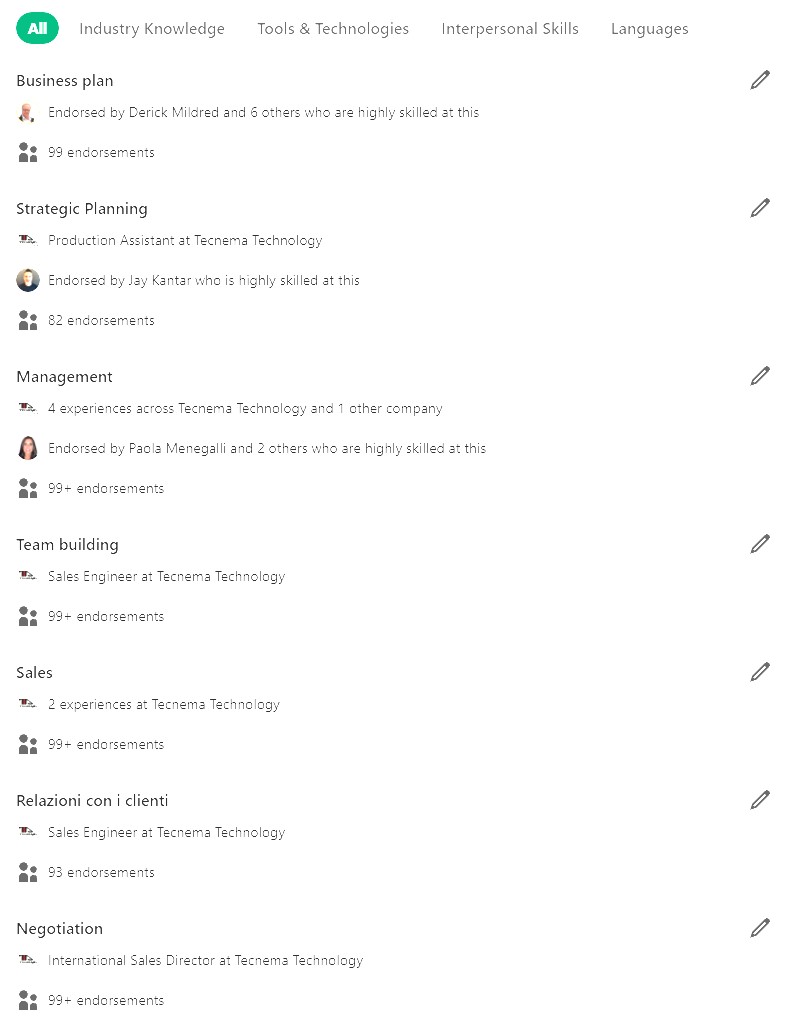 All Industry Knowledge Tools & Technologies Interpersonal Skills Languages
Business plan
Endorsed by Derick Mildred and 6 others who are highly skilled at this
99 endorsements
Strategic Planning
Production Assistant at Tecnema Technology
Endorsed by Jay Kantar who is highly skilled at this
82 endorsements
Management
4 experiences across Tecnema Technology and 1 other company
Endorsed by Paola Menegalli and 2 others who are highly skilled at this
99+ endorsements
Team building
Sales Engineer at Tecnema Technology
99+ endorsements
Sales
2 experiences at Tecnema Technology
99+ endorsements
Relazioni con i clienti
Sales Engineer at Tecnema Technology
93 endorsements
Negotiation
International Sales Director at Tecnema Technology
99+ endorsements